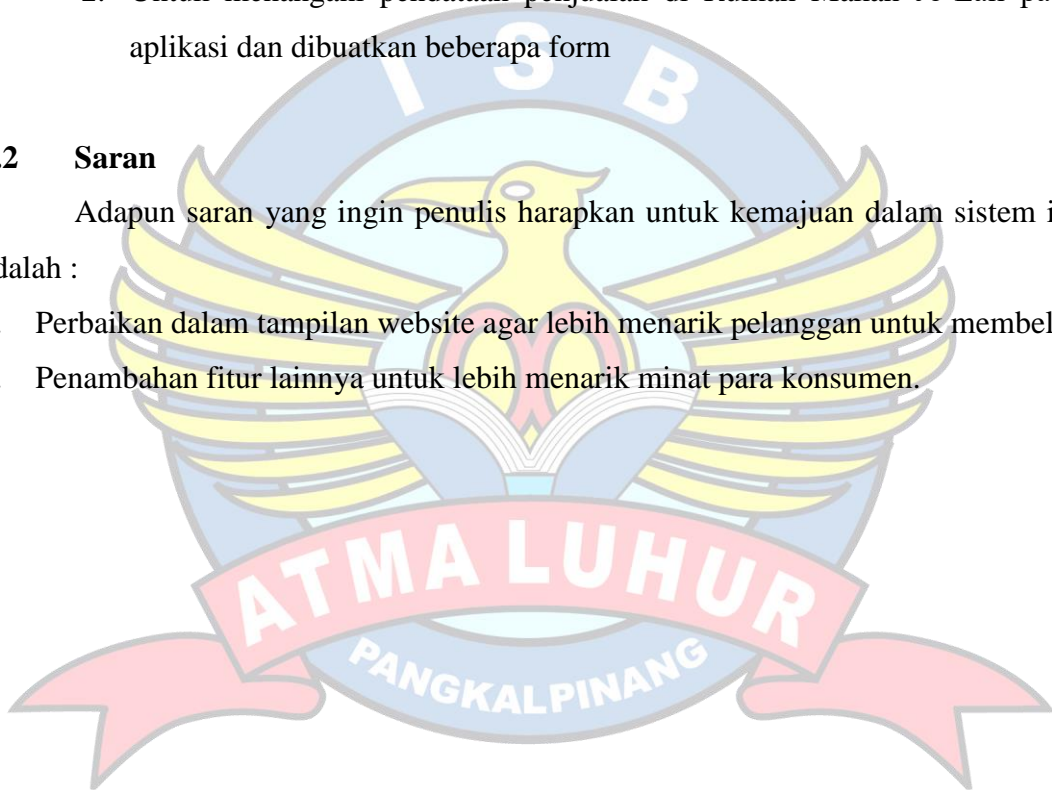 aplikasi dan dibuatkan beberapa form
.2 Saran
Adapun saran yang ingin penulis harapkan untuk kemajuan dalam sistem i
dalah :
. Perbaikan dalam tampilan website agar lebih menarik pelanggan untuk membel
. Penambahan fitur lainnya untuk lebih menarik minat para konsumen.
I S B
ATMA LUHUR
PANGKALPINANG